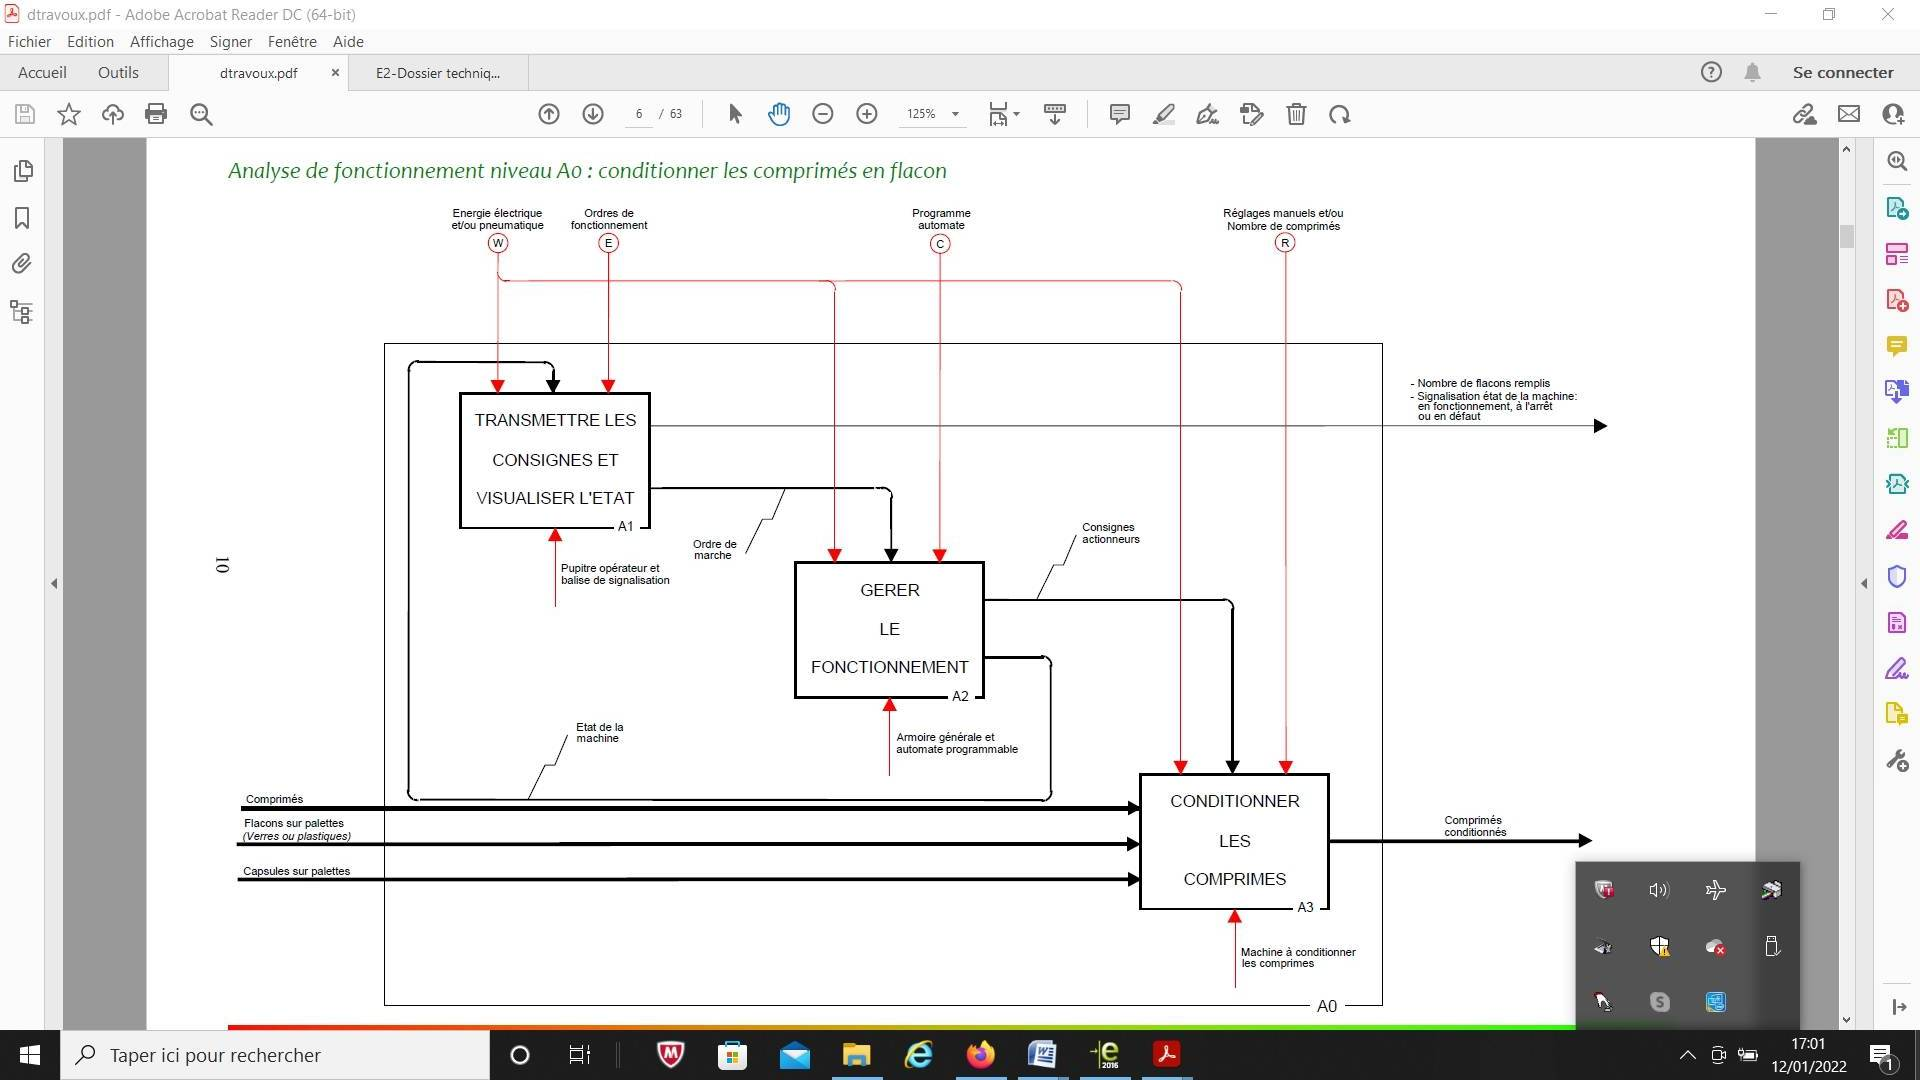 dtravoux.pdf - Adobe Acrobat Reader DC (64-bit)
Fichier Edition Affichage Signer Fenêtre Aide
Accueil Outils dtravoux.pdf × E2-Dossier techniq... Se connecter
6 / 63 125%
Analyse de fonctionnement niveau A0 : conditionner les comprimés en flacon
Energie électrique
et/ou pneumatique
W
Ordres de
fonctionnement
E
Programme
automate
C
Réglages manuels et/ou
Nombre de comprimés
R
- Nombre de flacons remplis
- Signalisation état de la machine:
en fonctionnement, à l'arrêt
ou en défaut
TRANSMETTRE LES
CONSIGNES ET
VISUALISER L'ETAT
A1
Ordre de
marche
Pupitre opérateur et
balise de signalisation
Consignes
actionneurs
10
GERER
LE
FONCTIONNEMENT
A2
Armoire générale et
automate programmable
Etat de la
machine
Comprimés
Flacons sur palettes
(Verres ou plastiques)
Capsules sur palettes
CONDITIONNER
LES
COMPRIMES
A3
Comprimés
conditionnés
Machine à conditionner
les comprimes
A0
Taper ici pour rechercher
2016
17:01
12/01/2022
1